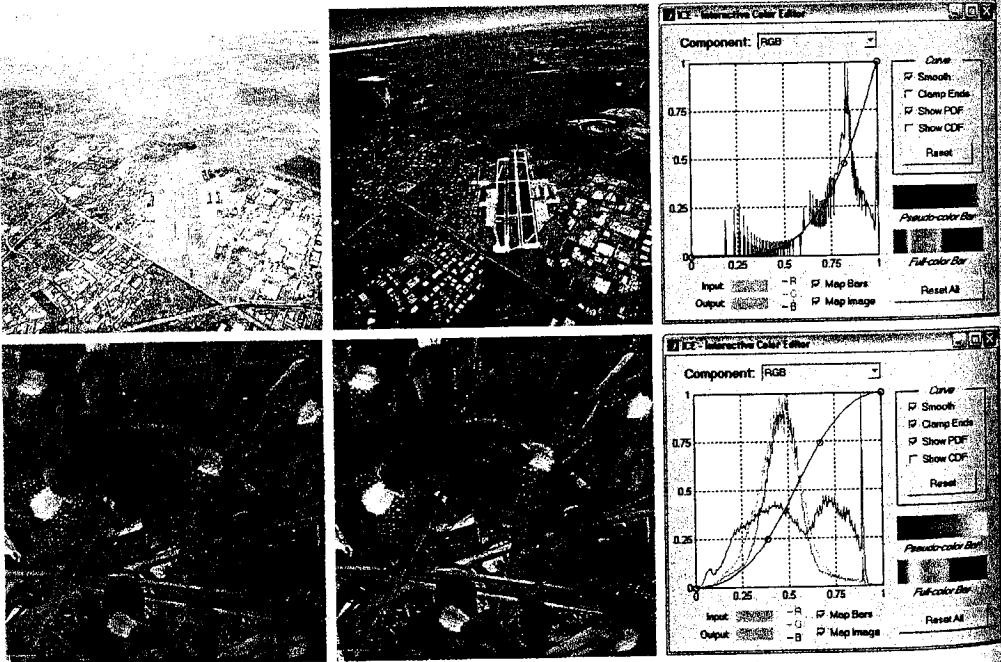 ICE - Interactive Color Editor
Component: RGB
Curve
Smooth
Clamp Ends
Show PDF
Show CDF
Reset
1
0.75
0.5
0.25
0
0 0.25 0.5 0.75 1
Pseudo-color Bar
Full-color Bar
Input: - R Map Bars
- G
Output: - B Map Image
Reset All
ICE - Interactive Color Editor
Component: RGB
Curve
Smooth
Clamp Ends
Show PDF
Show CDF
Reset
1
0.75
0.5
0.25
0
0.25 0.5 0.75 1
Pseudo-color Bar
Full-color Bar
Input: - R Map Bars
- G
Output: - B Map Image
Reset All